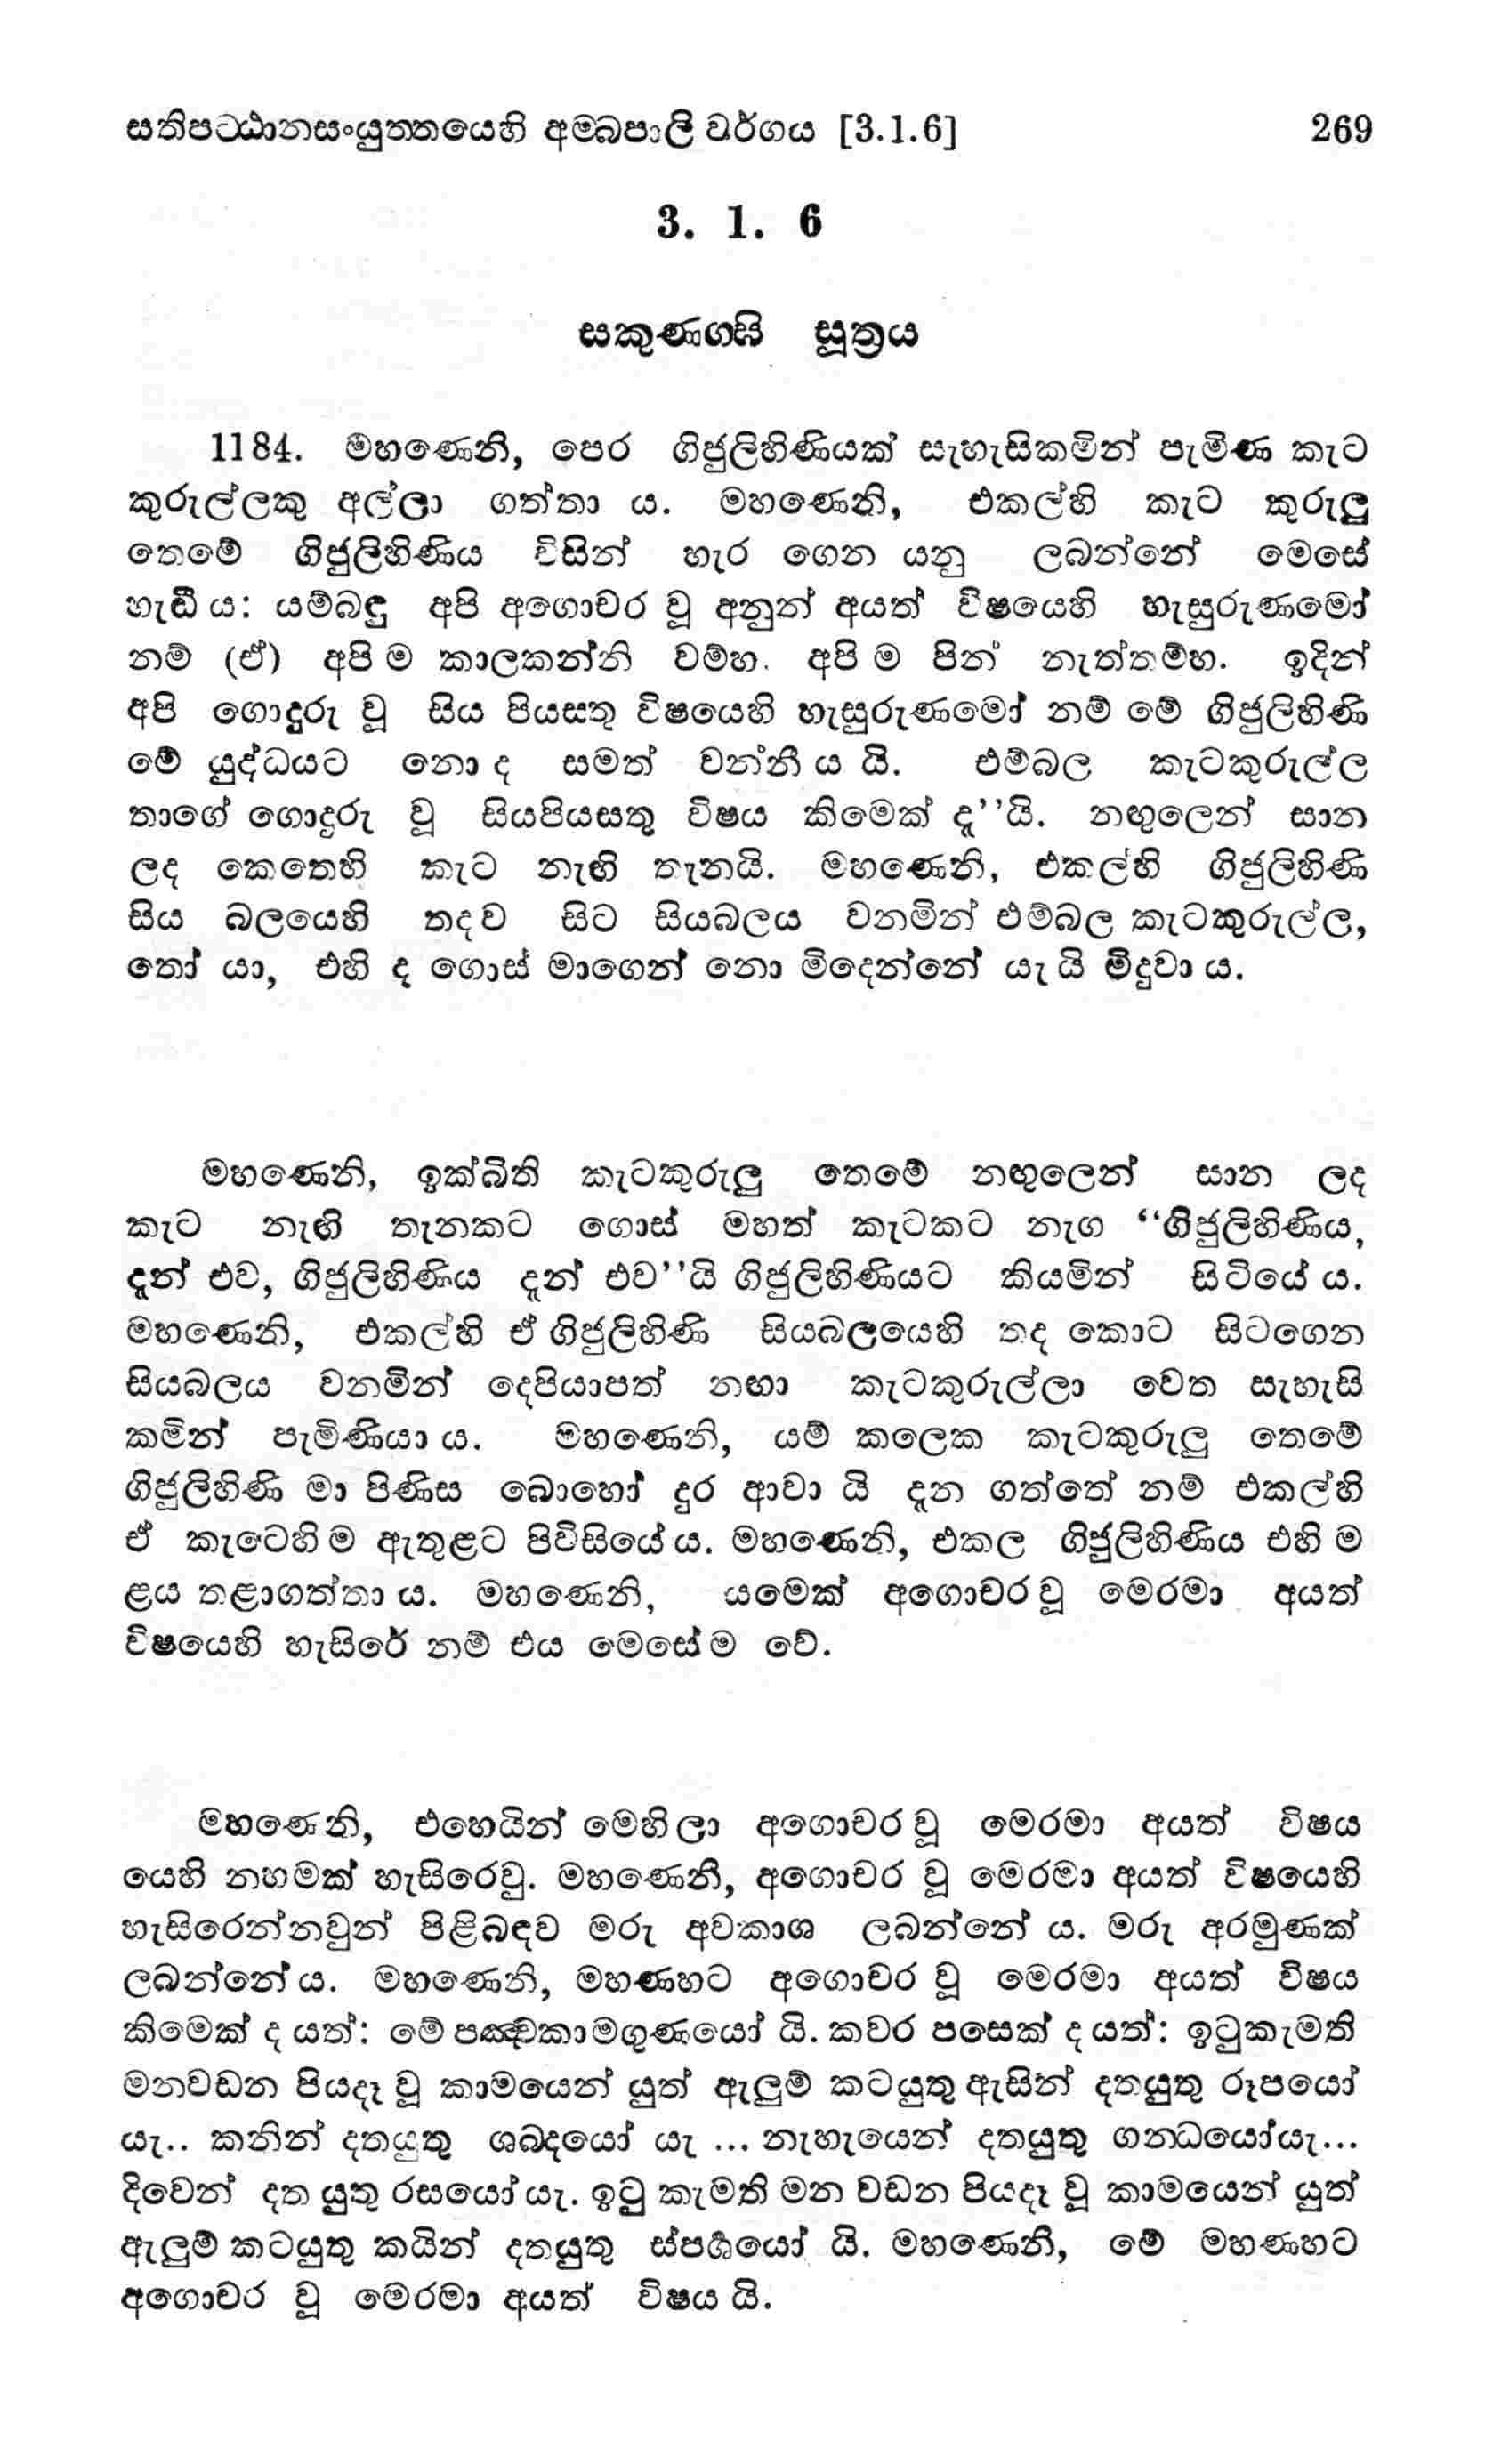 සතිපට්ඨානසංයුත්තයෙහි අම්බපාලි වර්ගය [3.1.6] 269
3. 1. 6
සකුණග්ඝි සූත්‍රය
1184. මහණෙනි, පෙර ගිජුලිහිණියක් සැහැසිකමින් පැමිණ කැට
කුරුල්ලකු අල්ලා ගත්තා ය. මහණෙනි, එකල්හි කැට කුරුලු
තෙමේ ගිජුලිහිණිය විසින් හැර ගෙන යනු ලබන්නේ මෙසේ
හැඬී ය: යම්බඳු අපි අගොචර වූ අනුන් අයත් විෂයෙහි හැසුරුණමෝ
නම් (ඒ) අපි ම කාලකන්නි වම්හ. අපි ම පින් නැත්තම්හ. ඉදින්
අපි ගොදුරු වූ සිය පියසතු විෂයෙහි හැසුරුණමෝ නම් මේ ගිජුලිහිණි
මේ යුද්ධයට නො ද සමත් වන්නී ය යි. එම්බල කැටකුරුල්ල
තාගේ ගොදුරු වූ සියපියසතු විෂය කිමෙක් ද”යි. නඟුලෙන් සාන
ලද කෙතෙහි කැට නැඟි තැනයි. මහණෙනි, එකල්හි ගිජුලිහිණි
සිය බලයෙහි තදව සිට සියබලය වනමින් එම්බල කැටකුරුල්ල,
තෝ යා, එහි ද ගොස් මාගෙන් නො මිදෙන්නේ යැ යි මිදුවා ය.
මහණෙනි, ඉක්බිති කැටකුරුලු තෙමේ නඟුලෙන් සාන ලද
කැට නැඟි තැනකට ගොස් මහත් කැටකට නැග “ගිජුලිහිණිය,
දැන් එව, ගිජුලිහිණිය දැන් එව”යි ගිජුලිහිණියට කියමින් සිටියේ ය.
මහණෙනි, එකල්හි ඒ ගිජුලිහිණි සියබලයෙහි තද කොට සිටගෙන
සියබලය වනමින් දෙපියාපත් නඟා කැටකුරුල්ලා වෙත සැහැසි
කමින් පැමිණියා ය. මහණෙනි, යම් කලෙක කැටකුරුලු තෙමේ
ගිජුලිහිණි මා පිණිස බොහෝ දුර ආවා යි දැන ගත්තේ නම් එකල්හි
ඒ කැටෙහි ම ඇතුළට පිවිසියේ ය. මහණෙනි, එකල ගිජුලිහිණිය එහි ම
ළය තළාගත්තා ය. මහණෙනි, යමෙක් අගොචර වූ මෙරමා අයත්
විෂයෙහි හැසිරේ නම් එය මෙසේ ම වේ.
මහණෙනි, එහෙයින් මෙහි ලා අගොචර වූ මෙරමා අයත් විෂය
යෙහි නහමක් හැසිරෙවු. මහණෙනි, අගොචර වූ මෙරමා අයත් විෂයෙහි
හැසිරෙන්නවුන් පිළිබඳව මරු අවකාශ ලබන්නේ ය. මරු අරමුණක්
ලබන්නේ ය. මහණෙනි, මහණහට අගොචර වූ මෙරමා අයත් විෂය
කිමෙක් ද යත්: මේ පඤ්චකාමගුණයෝ යි. කවර පසෙක් ද යත්: ඉටුකැමති
මනවඩන පියදෑ වූ කාමයෙන් යුත් ඇලුම් කටයුතු ඇසින් දතයුතු රූපයෝ
යැ.. කනින් දතයුතු ශබ්දයෝ යැ ... නැහැයෙන් දතයුතු ගන්ධයෝයැ...
දිවෙන් දත යුතු රසයෝ යැ. ඉටු කැමති මන වඩන පියදෑ වූ කාමයෙන් යුත්
ඇලුම් කටයුතු කයින් දතයුතු ස්පර්ශයෝ යි. මහණෙනි, මේ මහණහට
අගොචර වූ මෙරමා අයත් විෂය යි.